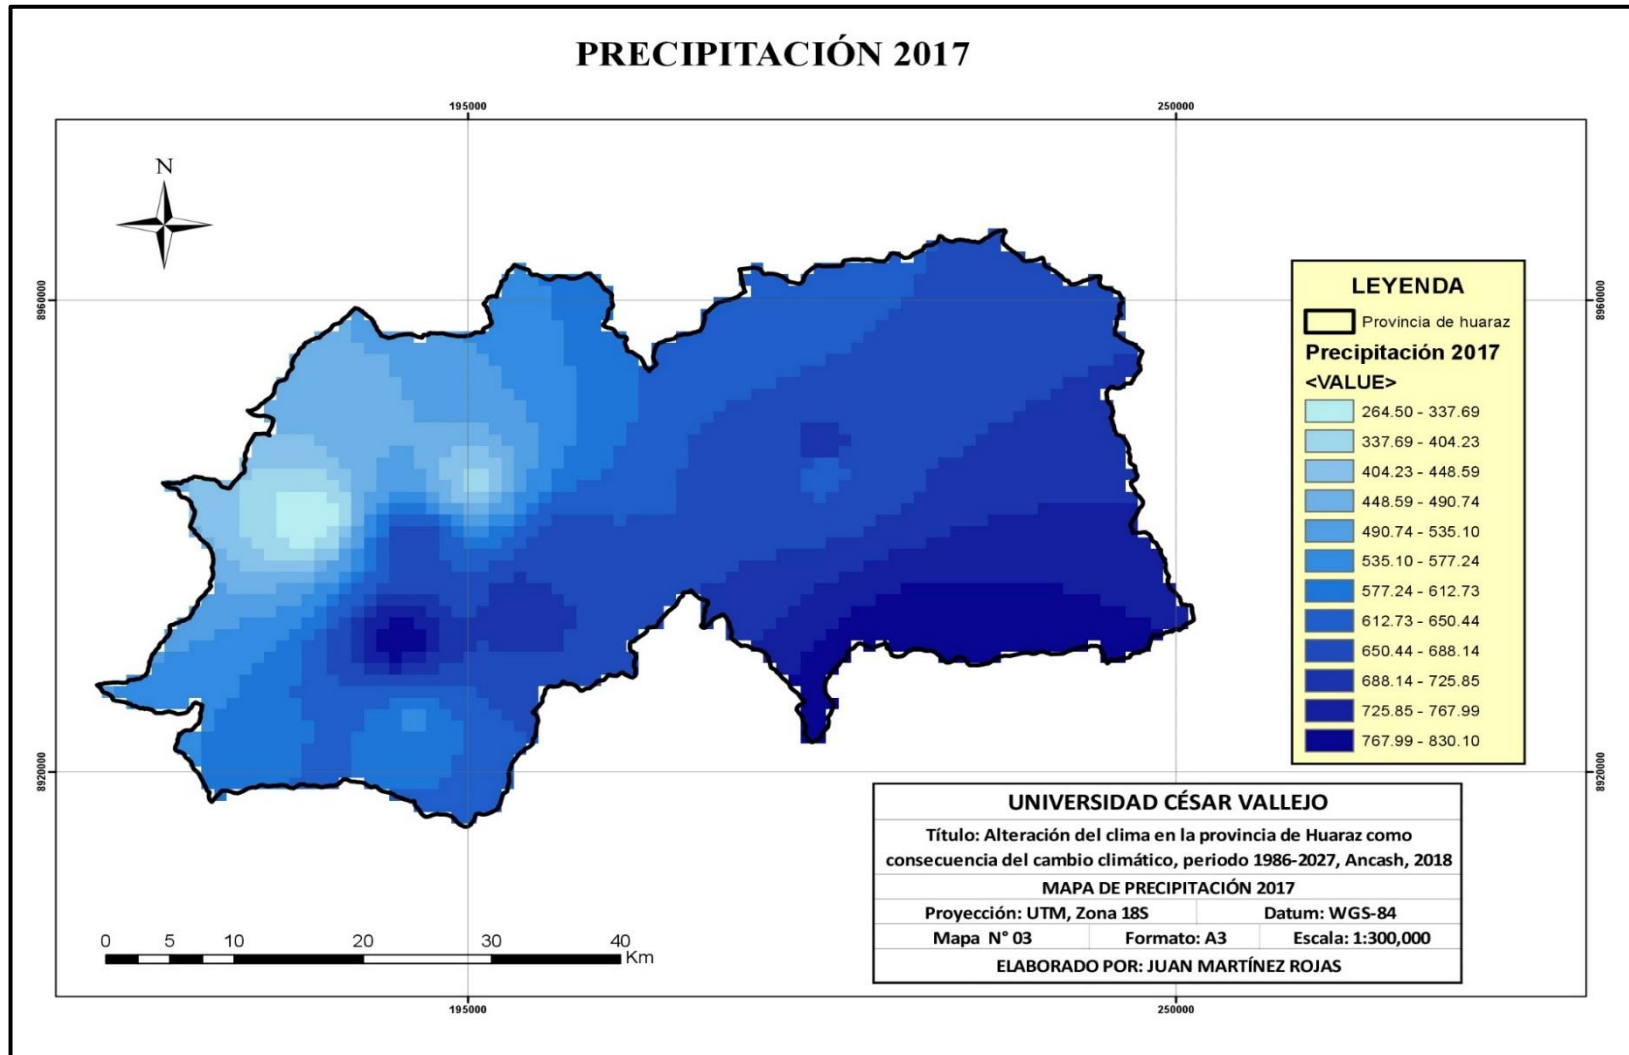 PRECIPITACIÓN 2017
195000
250000
N
8960000
8960000
LEYENDA
Provincia de huaraz
Precipitación 2017
<VALUE>
264.50 - 337.69
337.69 - 404.23
404.23 - 448.59
448.59 - 490.74
490.74 - 535.10
535.10 - 577.24
577.24 - 612.73
612.73 - 650.44
650.44 - 688.14
688.14 - 725.85
725.85 - 767.99
767.99 - 830.10
8920000
8920000
UNIVERSIDAD CÉSAR VALLEJO
Título: Alteración del clima en la provincia de Huaraz como
consecuencia del cambio climático, periodo 1986-2027, Ancash, 2018
MAPA DE PRECIPITACIÓN 2017
Proyección: UTM, Zona 18S Datum: WGS-84
Mapa N° 03 Formato: A3 Escala: 1:300,000
ELABORADO POR: JUAN MARTÍNEZ ROJAS
0 5 10 20 30 40
Km
195000
250000